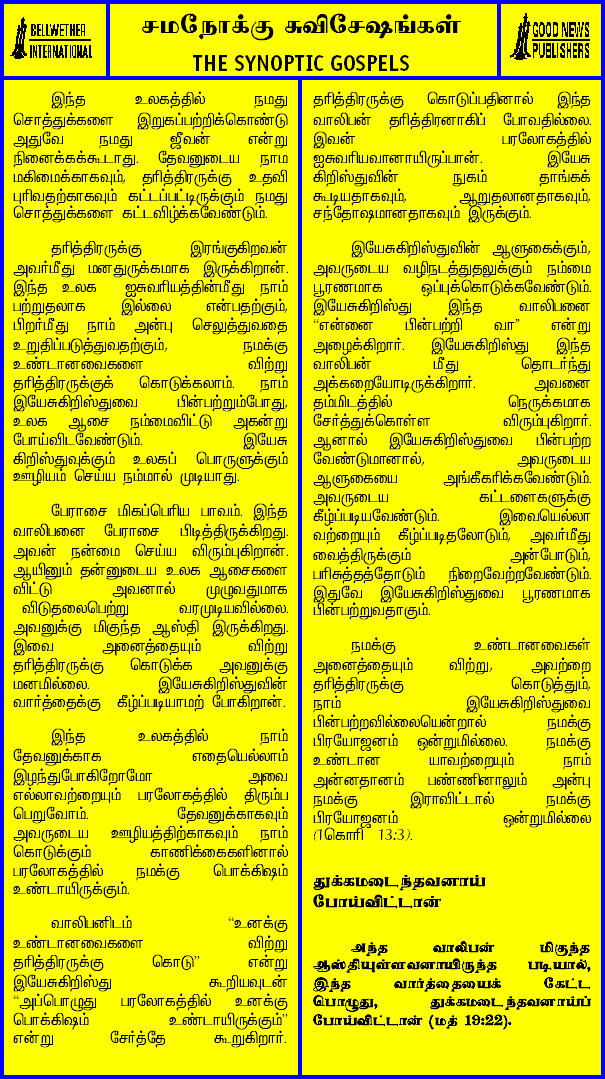 BELLWETHER
INTERNATIONAL
சமநோக்கு சுவிசேஷங்கள்
THE SYNOPTIC GOSPELS
GOOD NEWS
PUBLISHERS
இந்த உலகத்தில் நமது
சொத்துக்களை இறுகப்பற்றிக்கொண்டு
அதுவே நமது ஜீவன் என்று
நினைக்கக்கூடாது. தேவனுடைய நாம
மகிமைக்காகவும், தரித்திரருக்கு உதவி
புரிவதற்காகவும் கட்டப்பட்டிருக்கும் நமது
சொத்துக்களை கட்டவிழ்க்கவேண்டும்.
தரித்திரருக்கு இரங்குகிறவன்
அவர்மீது மனதுருக்கமாக இருக்கிறான்.
இந்த உலக ஐசுவரியத்தின்மீது நாம்
பற்றுதலாக இல்லை என்பதற்கும்,
பிறர்மீது நாம் அன்பு செலுத்துவதை
உறுதிப்படுத்துவதற்கும், நமக்கு
உண்டானவைகளை விற்று
தரித்திரருக்குக் கொடுக்கலாம். நாம்
இயேசுகிறிஸ்துவை பின்பற்றும்போது,
உலக ஆசை நம்மைவிட்டு அகன்று
போய்விடவேண்டும். இயேசு
கிறிஸ்துவுக்கும் உலகப் பொருளுக்கும்
ஊழியம் செய்ய நம்மால் முடியாது.
பேராசை மிகப்பெரிய பாவம். இந்த
வாலிபனை பேராசை பிடித்திருக்கிறது.
அவன் நன்மை செய்ய விரும்புகிறான்.
ஆயினும் தன்னுடைய உலக ஆசைகளை
விட்டு அவனால் முழுவதுமாக
விடுதலைபெற்று வரமுடியவில்லை.
அவனுக்கு மிகுந்த ஆஸ்தி இருக்கிறது.
இவை அனைத்தையும் விற்று
தரித்திரருக்கு கொடுக்க அவனுக்கு
மனமில்லை. இயேசுகிறிஸ்துவின்
வார்த்தைக்கு கீழ்ப்படியாமற் போகிறான்.
இந்த உலகத்தில் நாம்
தேவனுக்காக எதையெல்லாம்
இழந்துபோகிறோமோ அவை
எல்லாவற்றையும் பரலோகத்தில் திரும்ப
பெறுவோம். தேவனுக்காகவும்
அவருடைய ஊழியத்திற்காகவும் நாம்
கொடுக்கும் காணிக்கைகளினால்
பரலோகத்தில் நமக்கு பொக்கிஷம்
உண்டாயிருக்கும்.
வாலிபனிடம் “உனக்கு
உண்டானவைகளை விற்று
தரித்திரருக்கு கொடு” என்று
இயேசுகிறிஸ்து கூறியவுடன்
“அப்பொழுது பரலோகத்தில் உனக்கு
பொக்கிஷம் உண்டாயிருக்கும்”
என்று சேர்த்தே கூறுகிறார்.
தரித்திரருக்கு கொடுப்பதினால் இந்த
வாலிபன் தரித்திரனாகிப் போவதில்லை.
இவன் பரலோகத்தில்
ஐசுவரியவானாயிருப்பான். இயேசு
கிறிஸ்துவின் நுகம் தாங்கக்
கூடியதாகவும், ஆறுதலானதாகவும்,
சந்தோஷமானதாகவும் இருக்கும்.
இயேசுகிறிஸ்துவின் ஆளுகைக்கும்,
அவருடைய வழிநடத்துதலுக்கும் நம்மை
பூரணமாக ஒப்புக்கொடுக்கவேண்டும்.
இயேசுகிறிஸ்து இந்த வாலிபனை
“என்னை பின்பற்றி வா” என்று
அழைக்கிறார். இயேசுகிறிஸ்து இந்த
வாலிபன் மீது தொடர்ந்து
அக்கறையோடிருக்கிறார். அவனை
தம்மிடத்தில் நெருக்கமாக
சேர்த்துக்கொள்ள விரும்புகிறார்.
ஆனால் இயேசுகிறிஸ்துவை பின்பற்ற
வேண்டுமானால், அவருடைய
ஆளுகையை அங்கீகரிக்கவேண்டும்.
அவருடைய கட்டளைகளுக்கு
கீழ்ப்படியவேண்டும். இவையெல்லா
வற்றையும் கீழ்ப்படிதலோடும், அவர்மீது
வைத்திருக்கும் அன்போடும்,
பரிசுத்தத்தோடும் நிறைவேற்றவேண்டும்.
இதுவே இயேசுகிறிஸ்துவை பூரணமாக
பின்பற்றுவதாகும்.
நமக்கு உண்டானவைகள்
அனைத்தையும் விற்று, அவற்றை
தரித்திரருக்கு கொடுத்தும்,
நாம் இயேசுகிறிஸ்துவை
பின்பற்றவில்லையென்றால் நமக்கு
பிரயோஜனம் ஒன்றுமில்லை. நமக்கு
உண்டான யாவற்றையும் நாம்
அன்னதானம் பண்ணினாலும் அன்பு
நமக்கு இராவிட்டால் நமக்கு
பிரயோஜனம் ஒன்றுமில்லை
(1கொரி 13:3).
துக்கமடைந்தவனாய்
போய்விட்டான்
அந்த வாலிபன் மிகுந்த
ஆஸ்தியுள்ளவனாயிருந்த படியால்,
இந்த வார்த்தையைக் கேட்ட
பொழுது, துக்கமடைந்தவனாய்ப்
போய்விட்டான் (மத் 19:22).